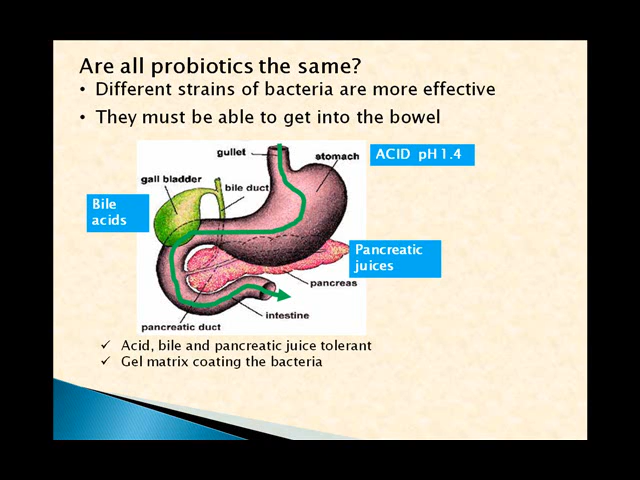 Are all probiotics the same?
• Different strains of bacteria are more effective
• They must be able to get into the bowel
gullet
stomach
ACID pH 1.4
gall bladder
bile duct
Bile
acids
Pancreatic
juices
pancreas
intestine
pancreatic duct
✓ Acid, bile and pancreatic juice tolerant
✓ Gel matrix coating the bacteria